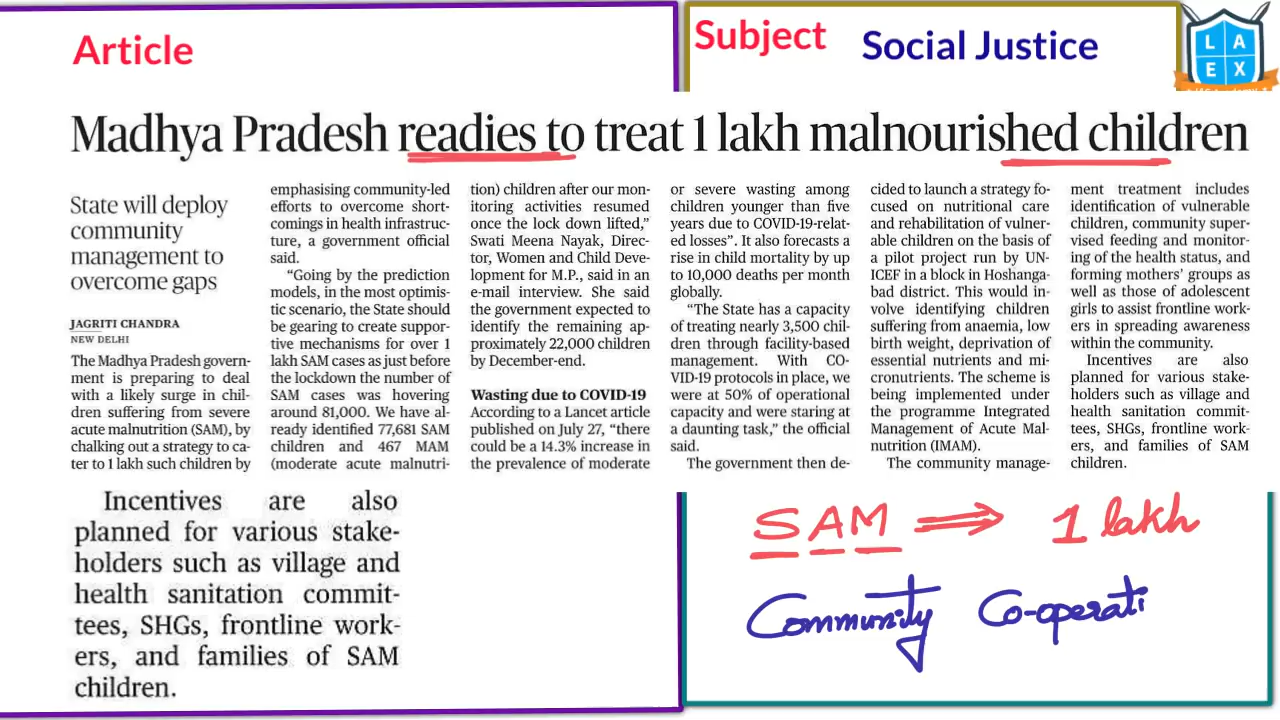 Article
Subject
Social Justice
L A
E X
Madhya Pradesh readies to treat 1 lakh malnourished children
State will deploy
community
management to
overcome gaps
JAGRITI CHANDRA
NEW DELHI
The Madhya Pradesh govern-
ment is preparing to deal
with a likely surge in chil-
dren suffering from severe
acute malnutrition (SAM), by
chalking out a strategy to ca-
ter to 1 lakh such children by
emphasising community-led
efforts to overcome short-
comings in health infrastruc-
ture, a government official
said.
“Going by the prediction
models, in the most optimis-
tic scenario, the State should
be gearing to create suppor-
tive mechanisms for over 1
lakh SAM cases as just before
the lockdown the number of
SAM cases was hovering
around 81,000. We have al-
ready identified 77,681 SAM
children and 467 MAM
(moderate acute malnutri-
tion) children after our mon-
itoring activities resumed
once the lock down lifted,”
Swati Meena Nayak, Direc-
tor, Women and Child Deve-
lopment for M.P., said in an
e-mail interview. She said
the government expected to
identify the remaining ap-
proximately 22,000 children
by December-end.
Wasting due to COVID-19
According to a Lancet article
published on July 27, “there
could be a 14.3% increase in
the prevalence of moderate
or severe wasting among
children younger than five
years due to COVID-19-relat-
ed losses”. It also forecasts a
rise in child mortality by up
to 10,000 deaths per month
globally.
“The State has a capacity
of treating nearly 3,500 chil-
dren through facility-based
management. With CO-
VID-19 protocols in place, we
were at 50% of operational
capacity and were staring at
a daunting task,” the official
said.
The government then de-
cided to launch a strategy fo-
cused on nutritional care
and rehabilitation of vulner-
able children on the basis of
a pilot project run by UN-
ICEF in a block in Hoshanga-
bad district. This would in-
volve identifying children
suffering from anaemia, low
birth weight, deprivation of
essential nutrients and mi-
cronutrients. The scheme is
being implemented under
the programme Integrated
Management of Acute Mal-
nutrition (IMAM).
The community manage-
ment treatment includes
identification of vulnerable
children, community super-
vised feeding and monitor-
ing of the health status, and
forming mothers’ groups as
well as those of adolescent
girls to assist frontline work-
ers in spreading awareness
within the community.
Incentives are also
planned for various stake-
holders such as village and
health sanitation commit-
tees, SHGs, frontline work-
ers, and families of SAM
children.
Incentives are also
planned for various stake-
holders such as village and
health sanitation commit-
tees, SHGs, frontline work-
ers, and families of SAM
children.
SAM ⇒ 1 lakh
Community Co-operati